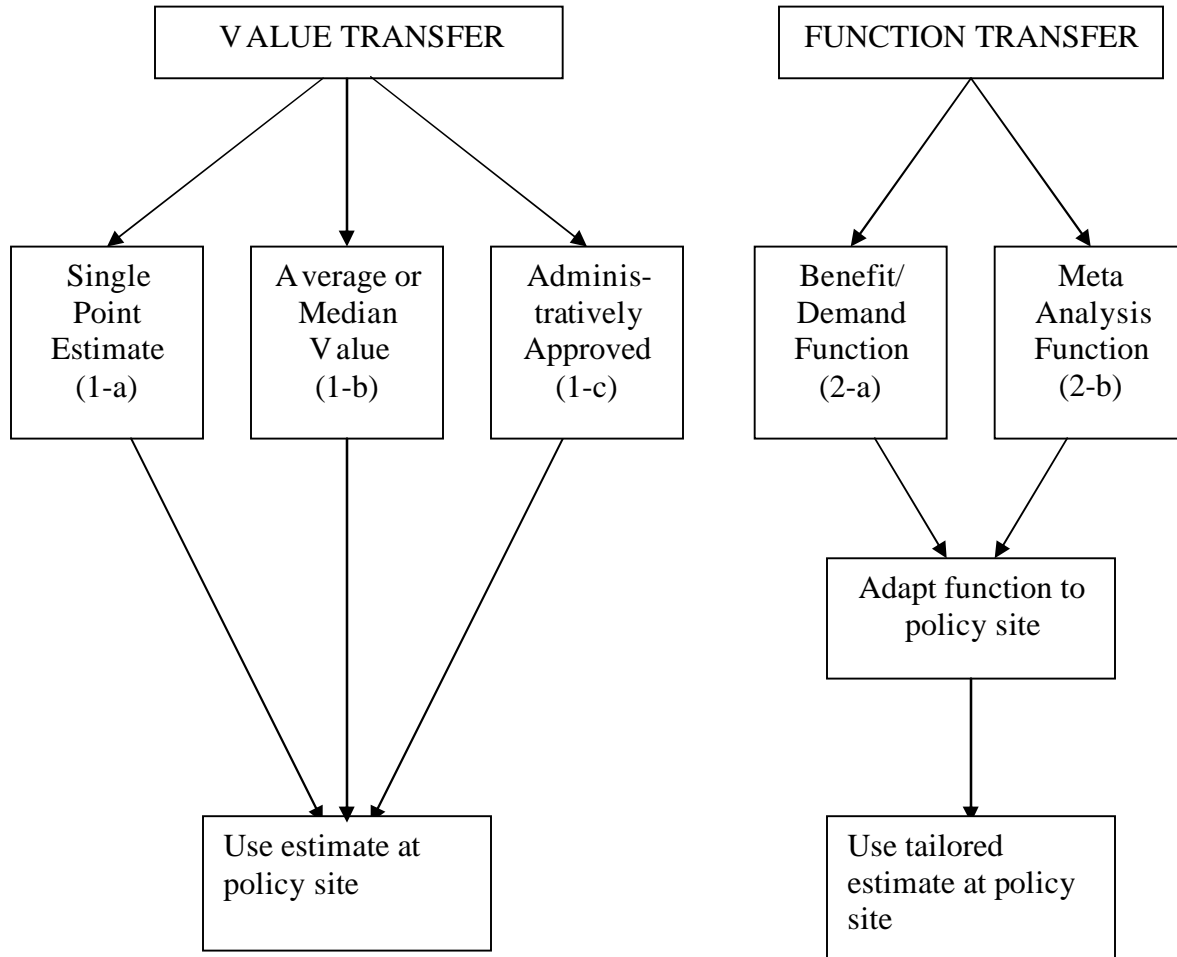 VALUE TRANSFER
FUNCTION TRANSFER
Single
Point
Estimate
(1-a)
Average or
Median
Value
(1-b)
Adminis-
tratively
Approved
(1-c)
Benefit/
Demand
Function
(2-a)
Meta
Analysis
Function
(2-b)
Adapt function to
policy site
Use estimate at
policy site
Use tailored
estimate at policy
site